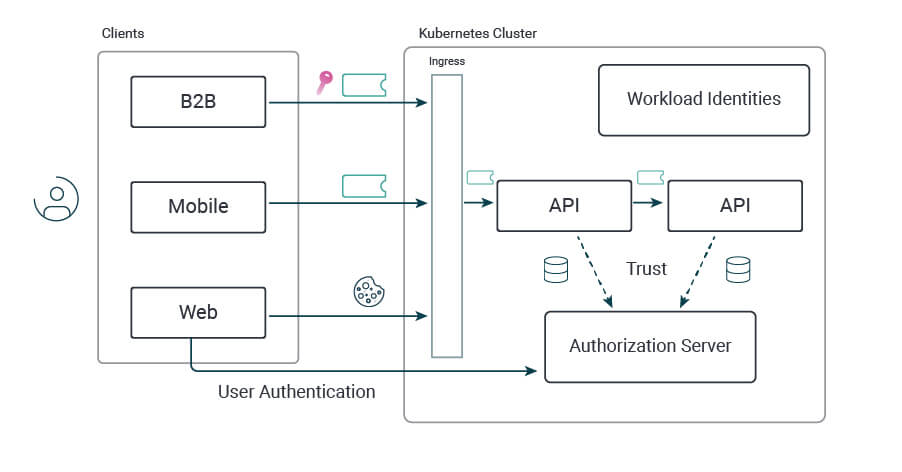 Clients
Kubernetes Cluster
Ingress
B2B
Workload Identities
Mobile
API
API
Trust
Web
Authorization Server
User Authentication